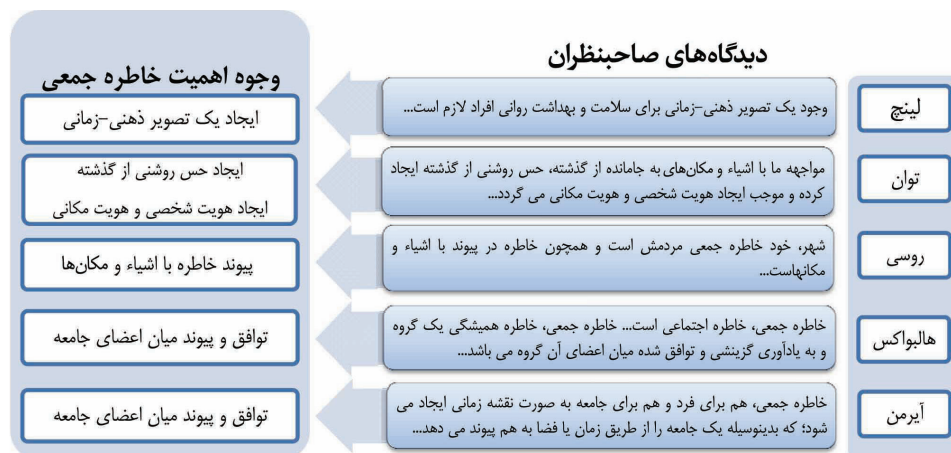 دیدگاه‌های صاحبنظران
وجوه اهمیت خاطره جمعی
لینچ
وجود یک تصویر ذهنی-زمانی برای سلامت و بهداشت روانی افراد لازم است...
ایجاد یک تصویر ذهنی-زمانی
توان
مواجهه ما با اشیاء و مکان‌های به جامانده از گذشته، حس روشنی از گذشته ایجاد
کرده و موجب ایجاد هویت شخصی و هویت مکانی می گردد...
ایجاد حس روشنی از گذشته
ایجاد هویت شخصی و هویت مکانی
روسی
شهر، خود خاطره جمعی مردمش است و همچون خاطره در پیوند با اشیاء و
مکانهاست...
پیوند خاطره با اشیاء و مکان‌ها
هالبواکس
خاطره جمعی، خاطره اجتماعی است... خاطره جمعی، خاطره همیشگی یک گروه
و به یادآوری گزینشی و توافق شده میان اعضای آن گروه می باشد...
توافق و پیوند میان اعضای جامعه
آیرمن
خاطره جمعی، هم برای فرد و هم برای جامعه به صورت نقشه زمانی ایجاد می
شود؛ که بدینوسیله یک جامعه را از طریق زمان یا فضا به هم پیوند می دهد...
توافق و پیوند میان اعضای جامعه